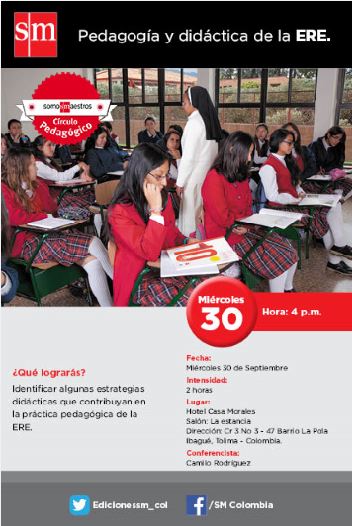 sm
Pedagogía y didáctica de la ERE.
somosmaestros
Círculo
Pedagógico
10
Miércoles
30
Hora: 4 p.m.
¿Qué lograrás?
Identificar algunas estrategias
didácticas que contribuyan en
la práctica pedagógica de la
ERE.
Fecha:
Miércoles 30 de Septiembre
Intensidad:
2 horas
Lugar:
Hotel Casa Morales
Salón: La estancia
Dirección: Cr 3 No 3 - 47 Barrio La Pola
Ibagué, Tolima - Colombia.
Conferencista:
Camilo Rodríguez.
Edicionessm_col
/SM Colombia